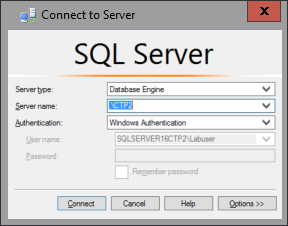 Connect to Server
SQL Server
Server type: Database Engine
Server name: .\CTP2
Authentication: Windows Authentication
User name: SQLSERVER16CTP2\Labuser
Password:
Remember password
Connect Cancel Help Options >>